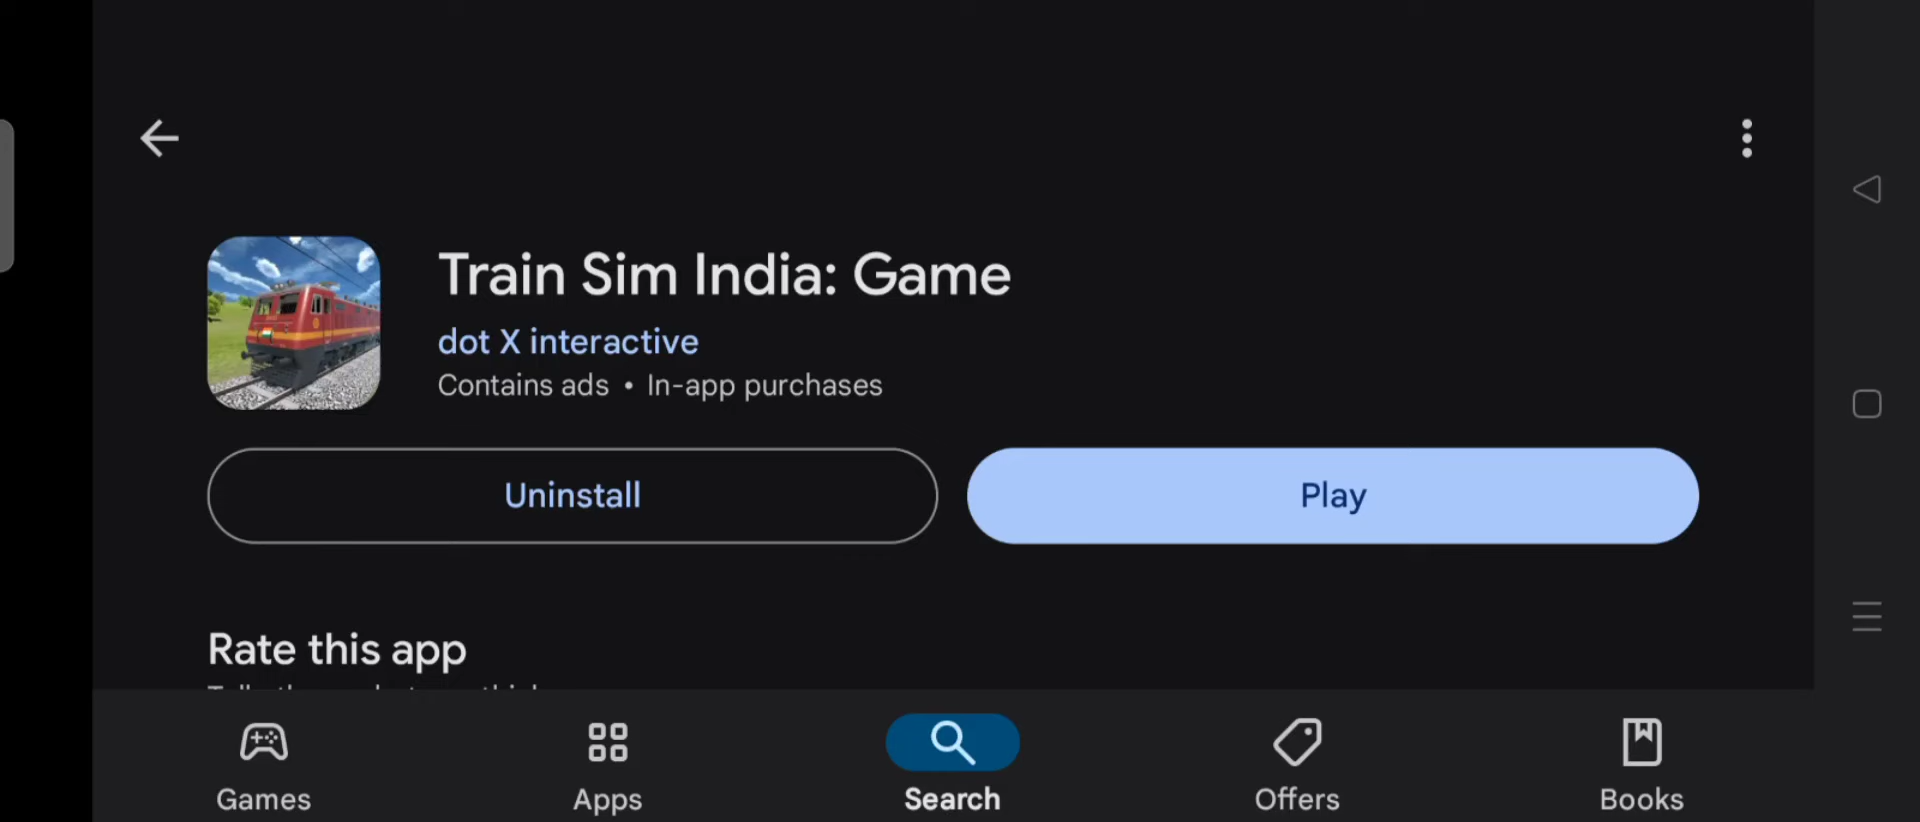 Train Sim India: Game
dot X interactive
Contains ads • In-app purchases
Uninstall
Play
Rate this app
Games
Apps
Search
Offers
Books